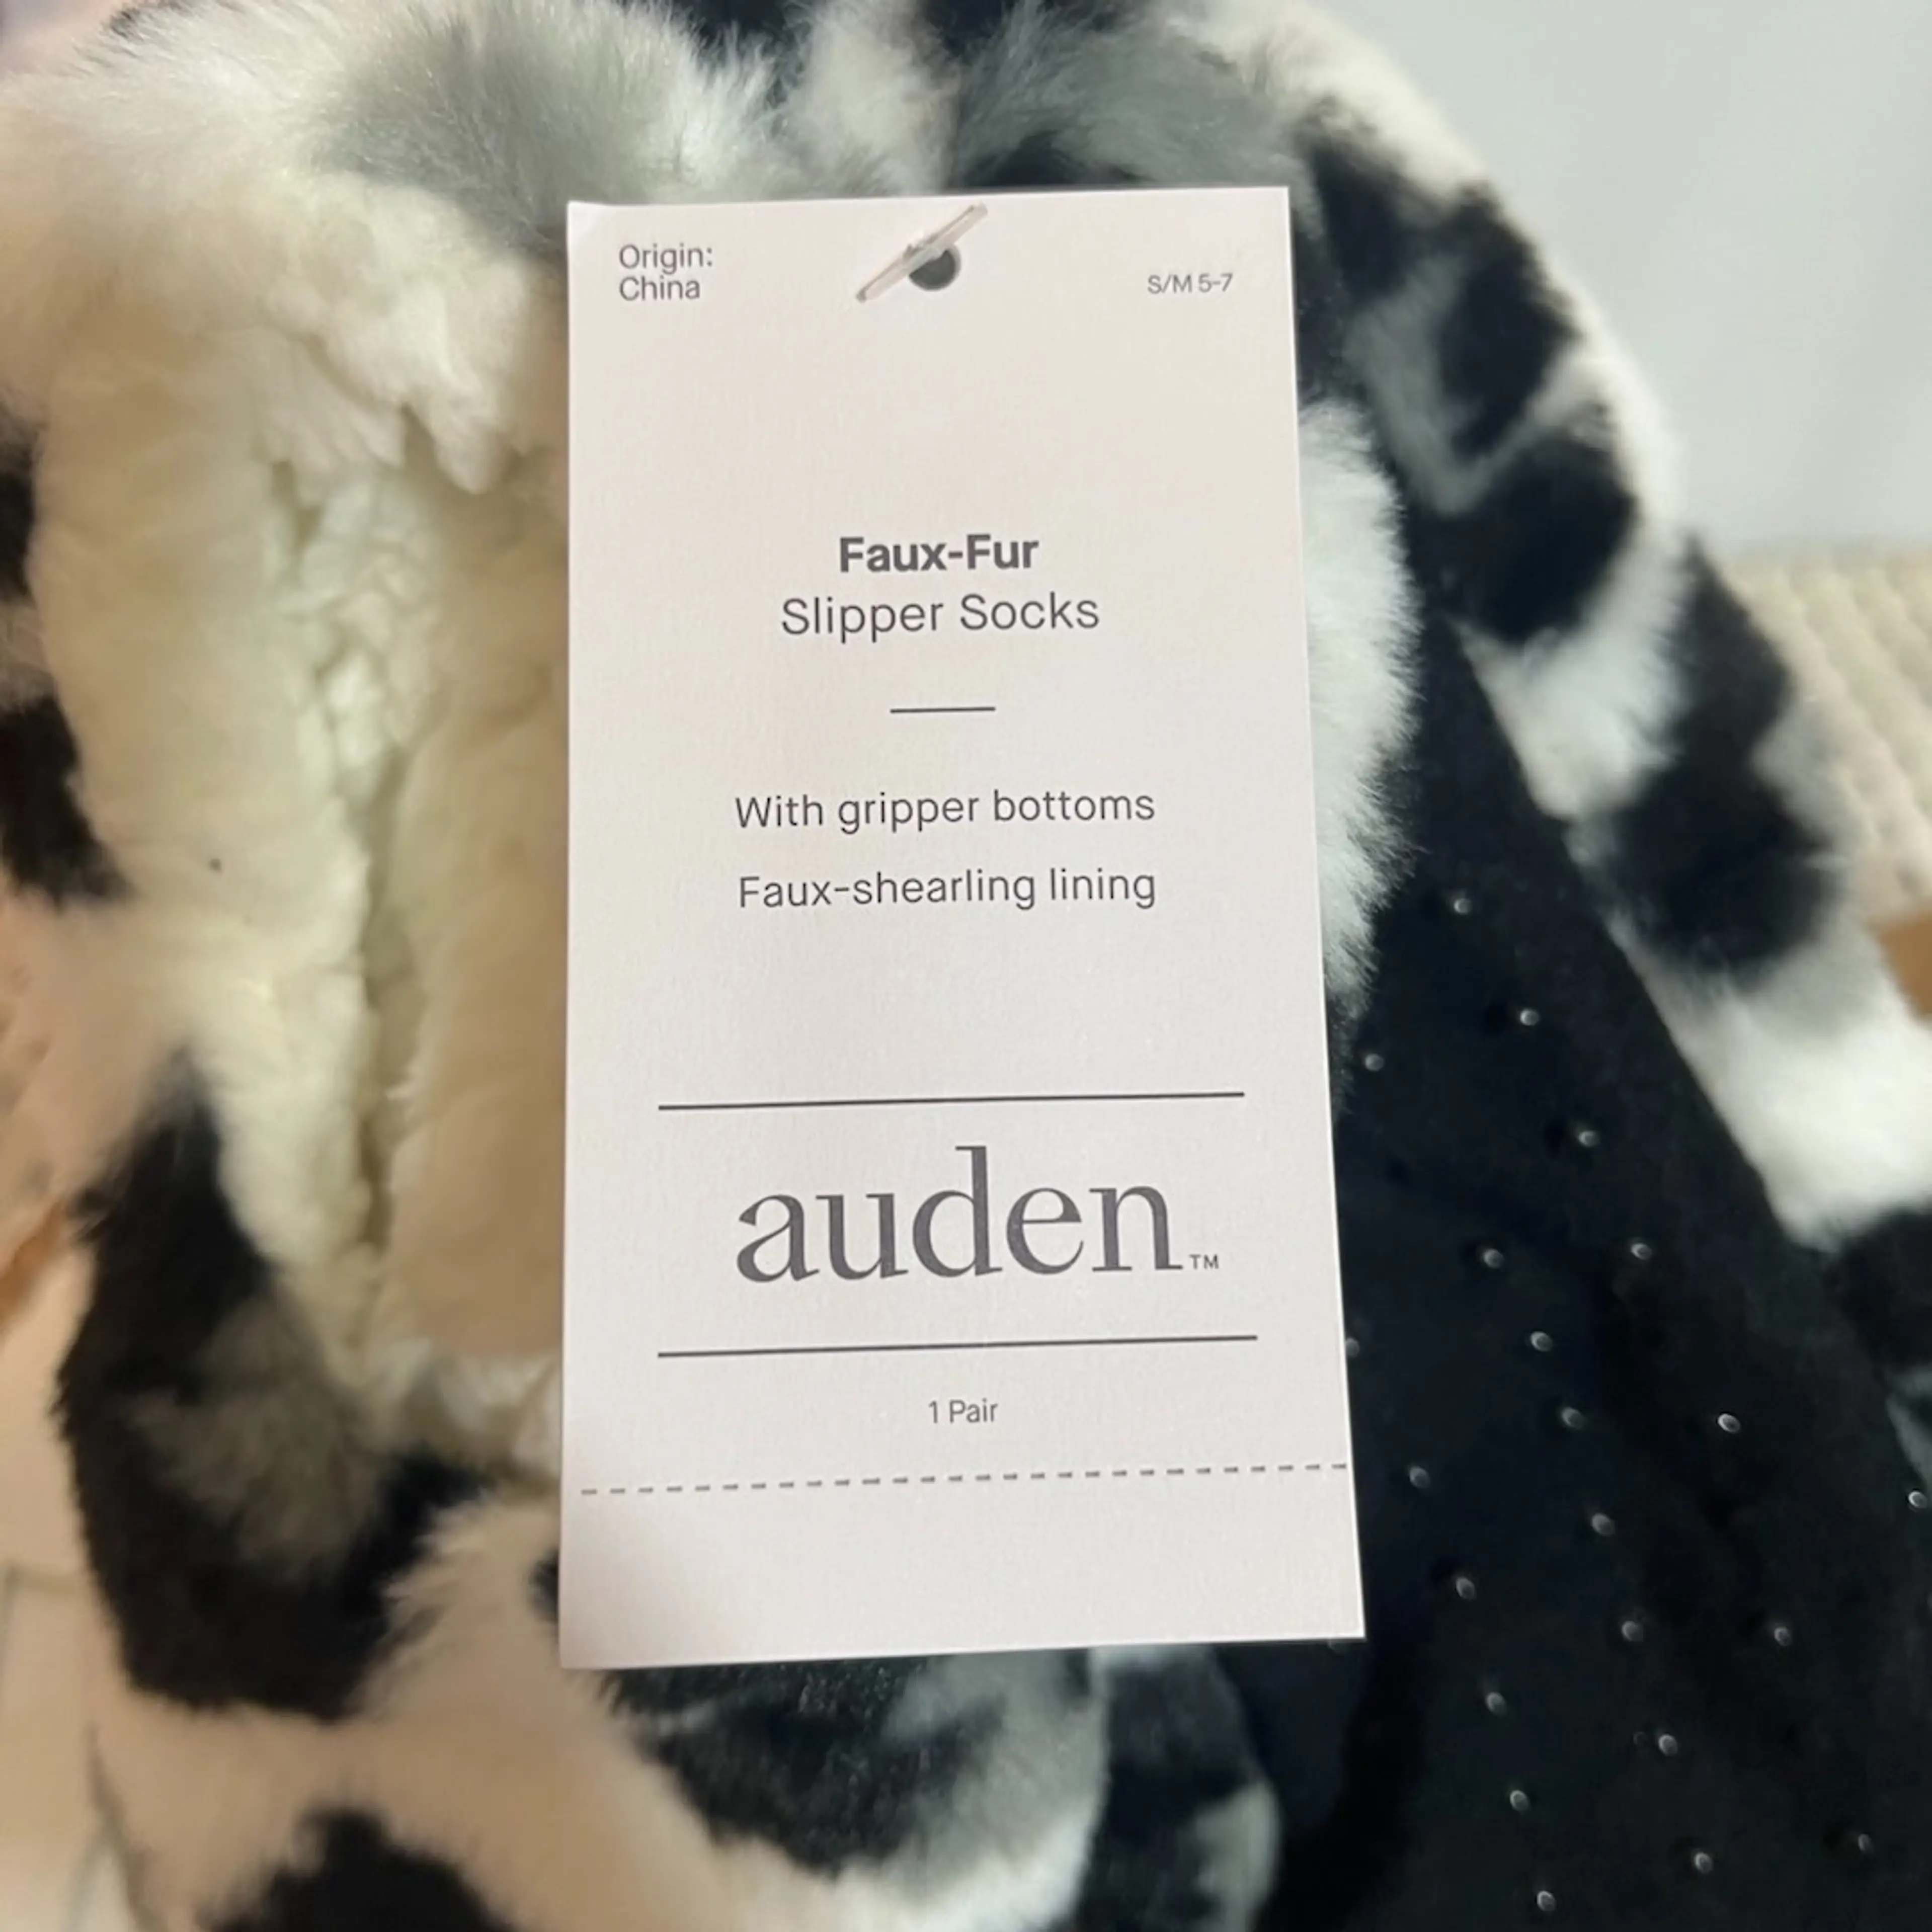 Origin:
China
S/M 5-7
Faux-Fur
Slipper Socks
With gripper bottoms
Faux-shearling lining
auden™
1 Pair